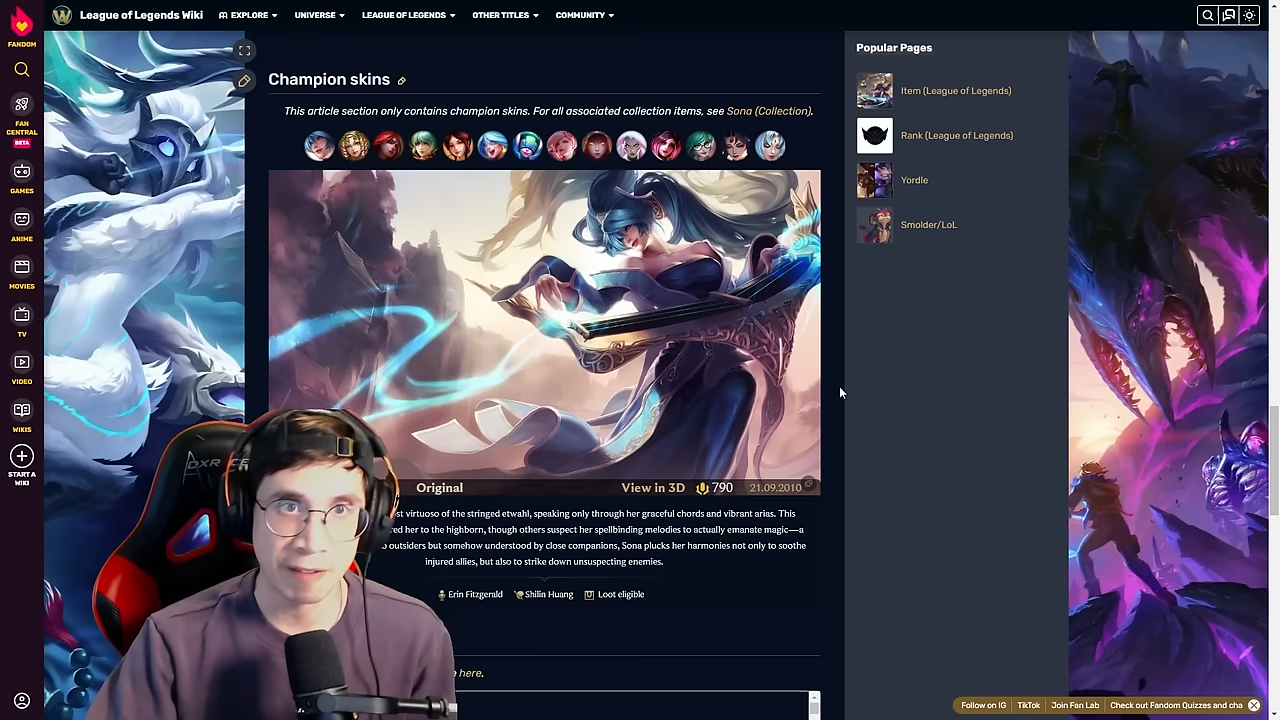 FANDOM
FAN
CENTRAL
BETA
GAMES
ANIME
MOVIES
TV
VIDEO
WIKIS
START A
WIKI
League of Legends Wiki
EXPLORE
UNIVERSE
LEAGUE OF LEGENDS
OTHER TITLES
COMMUNITY
Champion skins
This article section only contains champion skins. For all associated collection items, see Sona (Collection).
Original
View in 3D
790
21.09.2010
virtuoso of the stringed etwahl, speaking only through her graceful chords and vibrant arias. This
her to the highborn, though others suspect her spellbinding melodies to actually emanate magic—a
outsiders but somehow understood by close companions, Sona plucks her harmonies not only to soothe
injured allies, but also to strike down unsuspecting enemies.
Erin Fitzgerald
Shilin Huang
Loot eligible
here.
DXR
Popular Pages
Item (League of Legends)
Rank (League of Legends)
Yordle
Smolder/LoL
Follow on IG
TikTok
Join Fan Lab
Check out Fandom Quizzes and cha